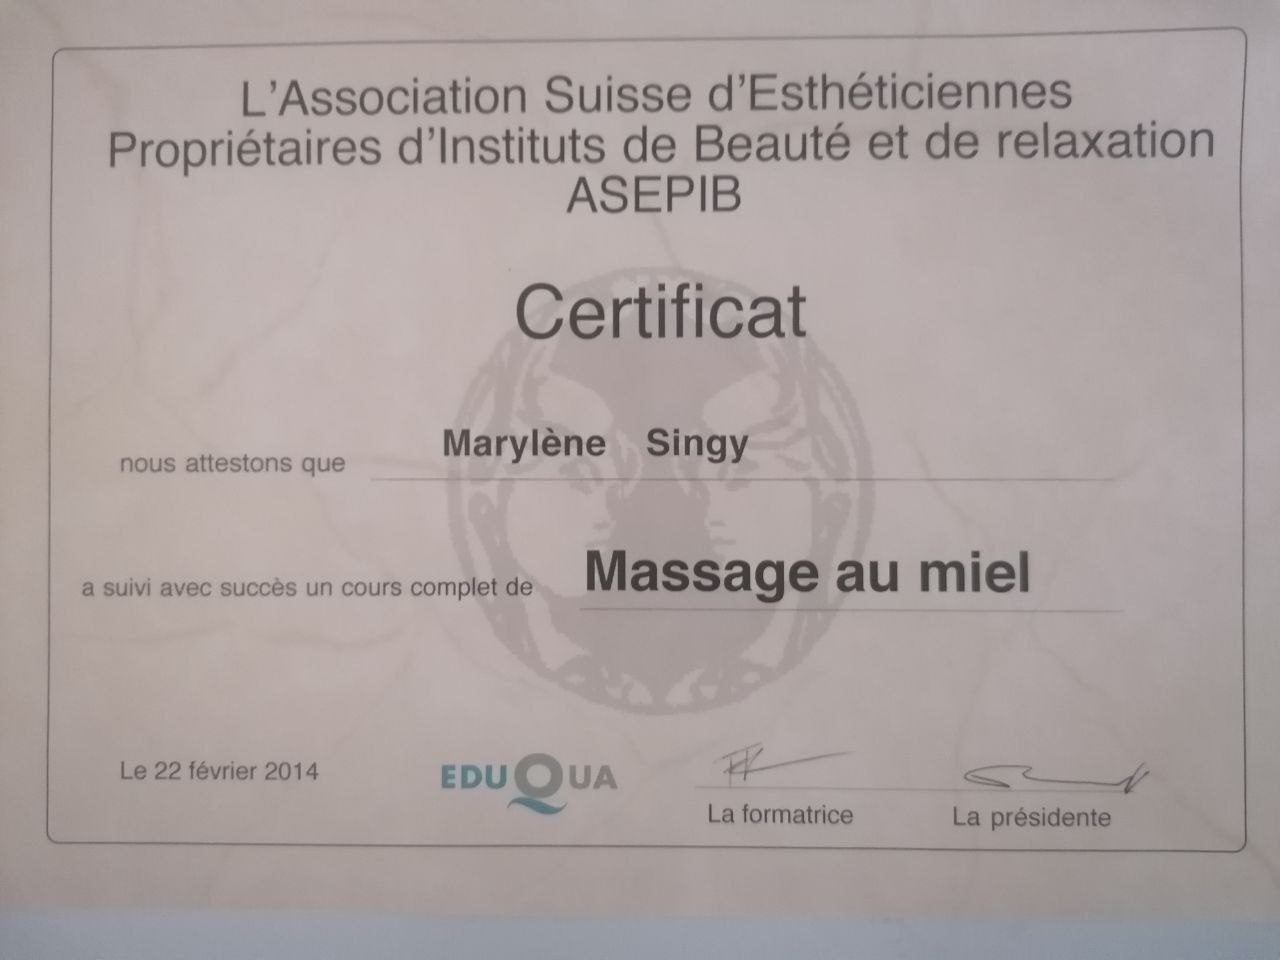 L'Association Suisse d'Esthéticiennes
Propriétaires d'Instituts de Beauté et de relaxation
ASEPIB
Certificat
nous attestons que Marylène Singy
a suivi avec succès un cours complet de Massage au miel
Le 22 février 2014
EDUQUA
La formatrice
La présidente